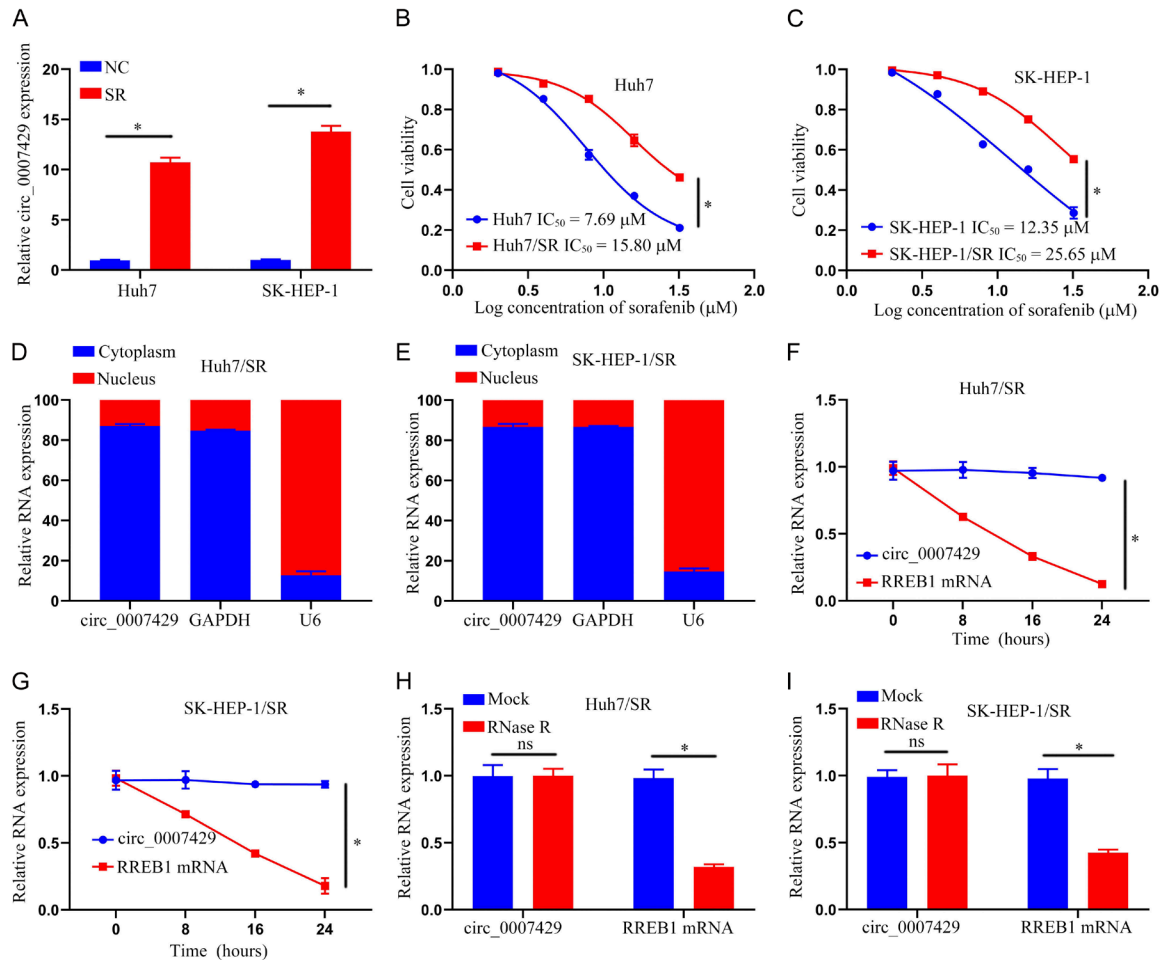 A
Relative circ_0007429 expression
20
15
10
5
0
NC
SR
*
*
Huh7
SK-HEP-1
B
Cell viability
1.0
0.8
0.6
0.4
0.2
0.0
Huh7
*
Huh7 IC50 = 7.69 μM
Huh7/SR IC50 = 15.80 μM
0.0
0.5
1.0
1.5
2.0
Log concentration of sorafenib (μM)
C
Cell viability
1.0
0.8
0.6
0.4
0.2
0.0
SK-HEP-1
*
SK-HEP-1 IC50 = 12.35 μM
SK-HEP-1/SR IC50 = 25.65 μM
0.0
0.5
1.0
1.5
2.0
Log concentration of sorafenib (μM)
D
Cytoplasm
Nucleus
Huh7/SR
Relative RNA expression
100
80
60
40
20
0
circ_0007429
GAPDH
U6
E
Cytoplasm
Nucleus
SK-HEP-1/SR
Relative RNA expression
100
80
60
40
20
0
circ_0007429
GAPDH
U6
F
Huh7/SR
Relative RNA expression
1.5
1.0
0.5
0.0
circ_0007429
RREB1 mRNA
*
0
8
16
24
Time (hours)
G
SK-HEP-1/SR
Relative RNA expression
1.5
1.0
0.5
0.0
circ_0007429
RREB1 mRNA
*
0
8
16
24
Time (hours)
H
Mock
RNase R
Huh7/SR
Relative RNA expression
1.5
1.0
0.5
0.0
ns
*
circ_0007429
RREB1 mRNA
I
Mock
RNase R
SK-HEP-1/SR
Relative RNA expression
1.5
1.0
0.5
0.0
ns
*
circ_0007429
RREB1 mRNA